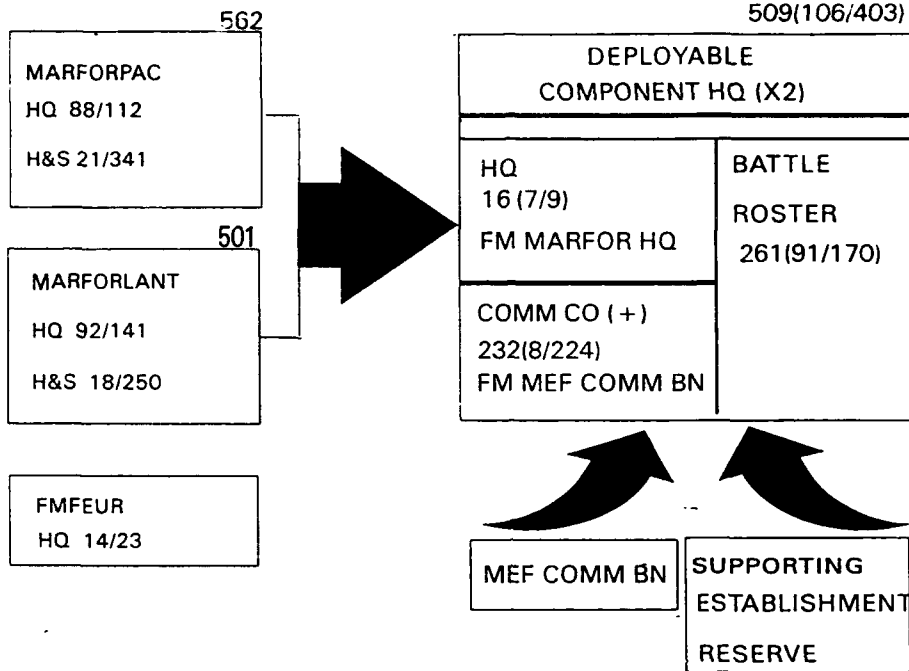 562
MARFORPAC
HQ 88/112
H&S 21/341
501
MARFORLANT
HQ 92/141
H&S 18/250
FMFEUR
HQ 14/23
509(106/403)
DEPLOYABLE
COMPONENT HQ (X2)
HQ
16 (7/9)
FM MARFOR HQ
COMM CO (+)
232(8/224)
FM MEF COMM BN
BATTLE
ROSTER
261(91/170)
MEF COMM BN
SUPPORTING
ESTABLISHMENT
RESERVE